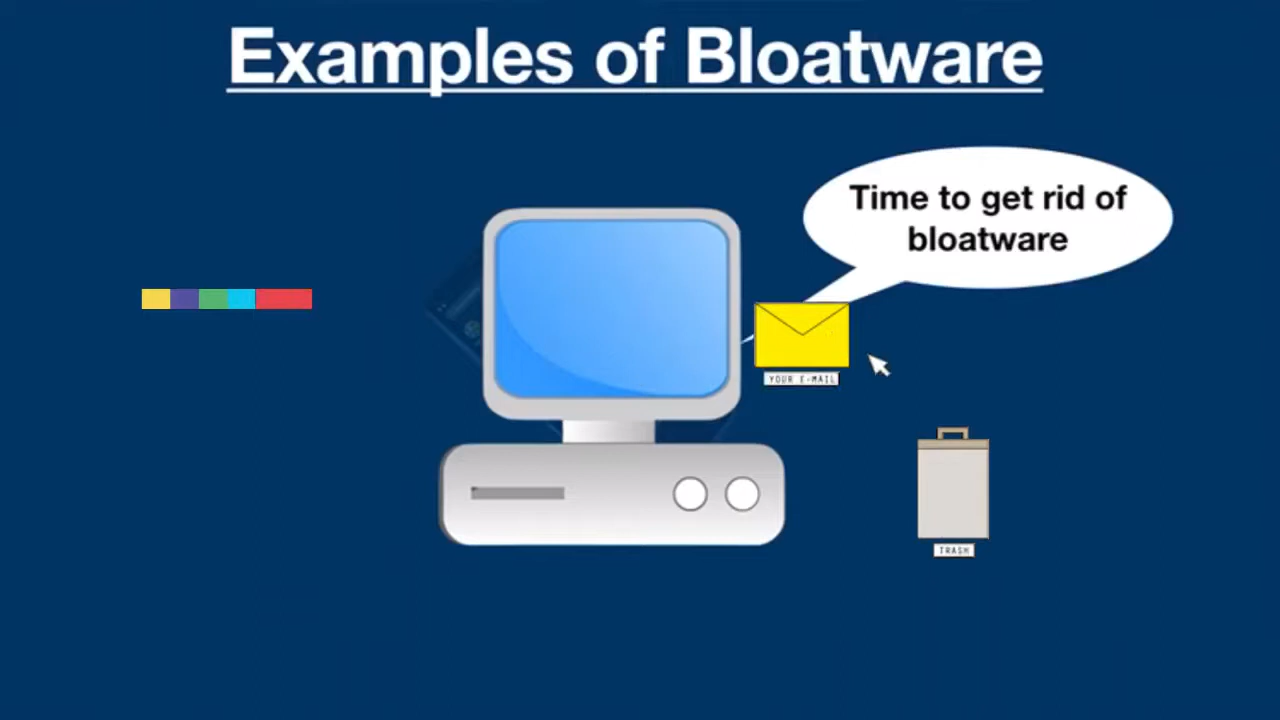 Examples of Bloatware
Time to get rid of
bloatware
YOUR E-MAIL
TRASH